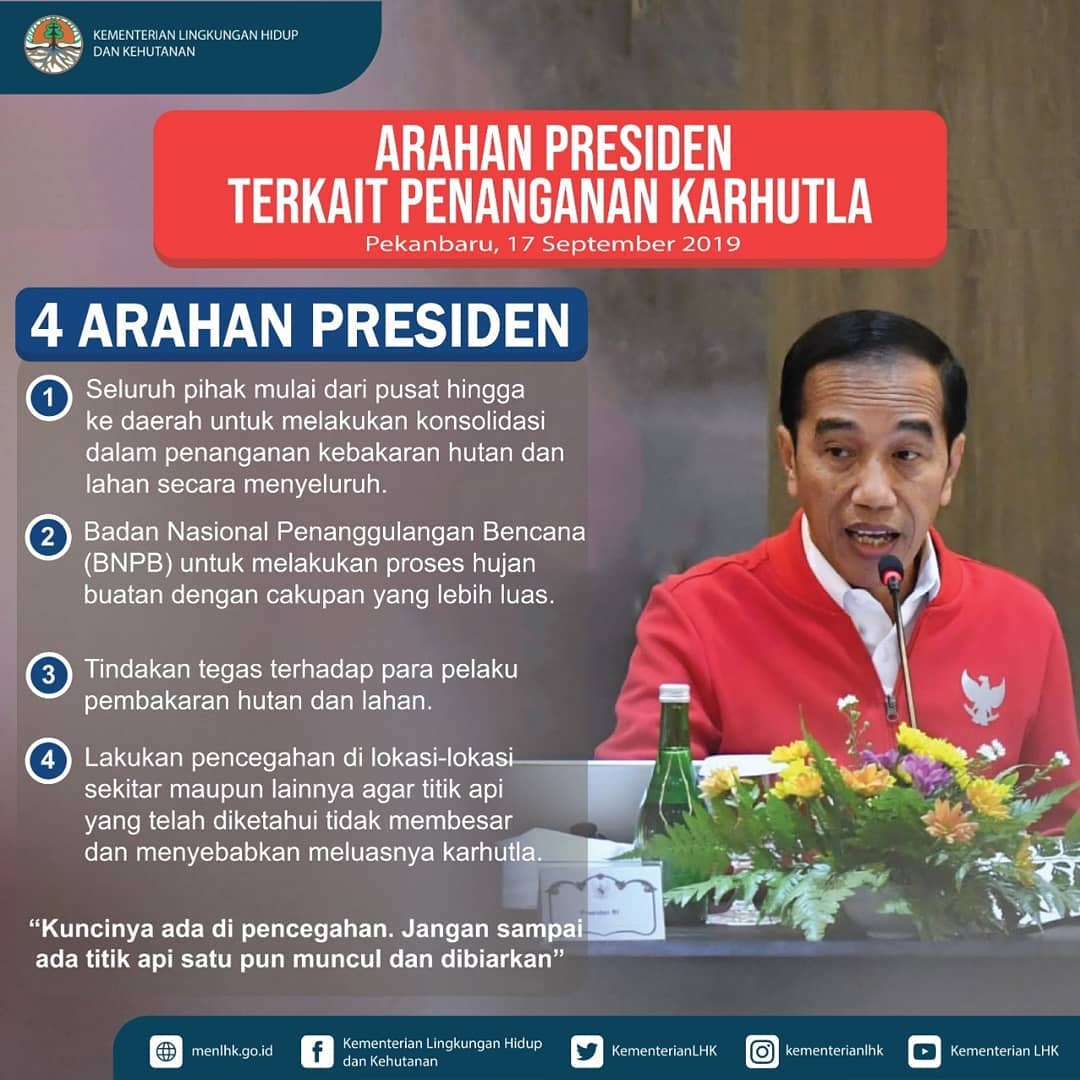 KEMENTERIAN LINGKUNGAN HIDUP
DAN KEHUTANAN
ARAHAN PRESIDEN
TERKAIT PENANGANAN KARHUTLA
Pekanbaru, 17 September 2019
4 ARAHAN PRESIDEN
1 Seluruh pihak mulai dari pusat hingga
ke daerah untuk melakukan konsolidasi
dalam penanganan kebakaran hutan dan
lahan secara menyeluruh.
2 Badan Nasional Penanggulangan Bencana
(BNPB) untuk melakukan proses hujan
buatan dengan cakupan yang lebih luas.
3 Tindakan tegas terhadap para pelaku
pembakaran hutan dan lahan.
4 Lakukan pencegahan di lokasi-lokasi
sekitar maupun lainnya agar titik api
yang telah diketahui tidak membesar
dan menyebabkan meluasnya karhutla.
Presiden RI
“Kuncinya ada di pencegahan. Jangan sampai
ada titik api satu pun muncul dan dibiarkan”
menlhk.go.id
Kementerian Lingkungan Hidup
dan Kehutanan
KementerianLHK
kementerianlhk
Kementerian LHK